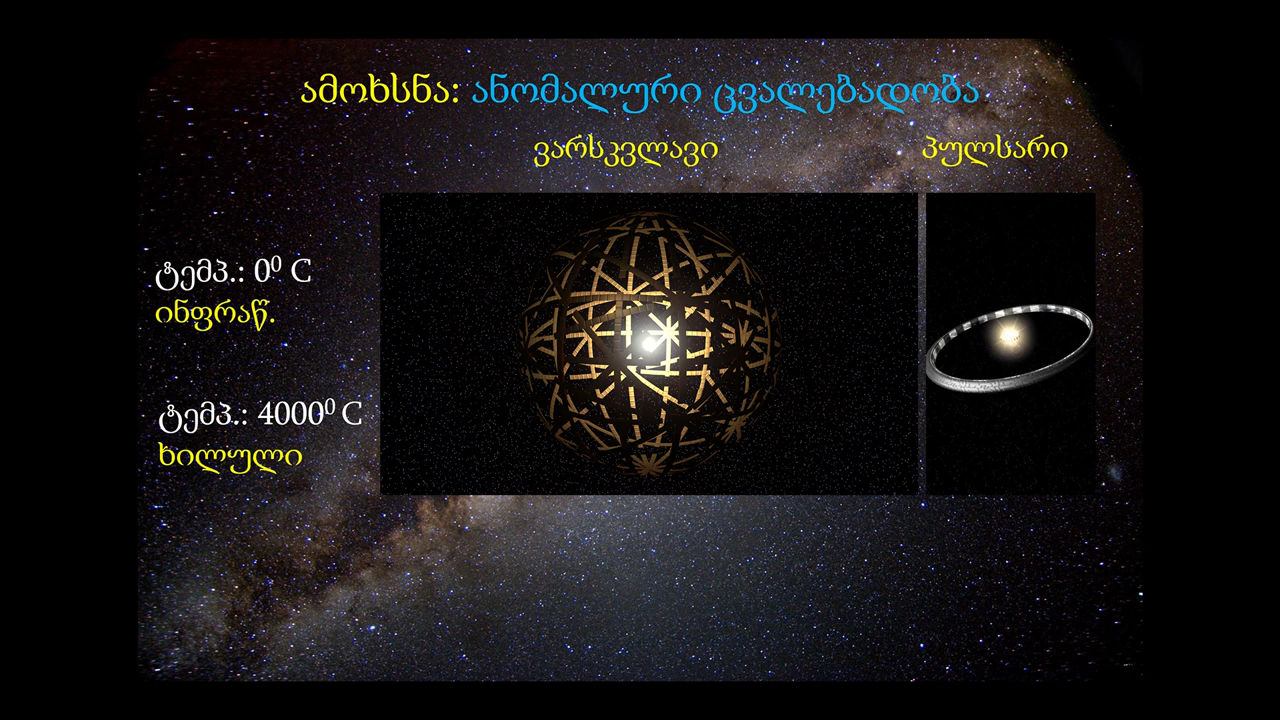 ამოხსნა: ანომალური ცვალებადობა
ვარსკვლავი პულსარი
ტემპ.: 0⁰ C
ინფრაწ.
ტემპ.: 4000⁰ C
ხილული